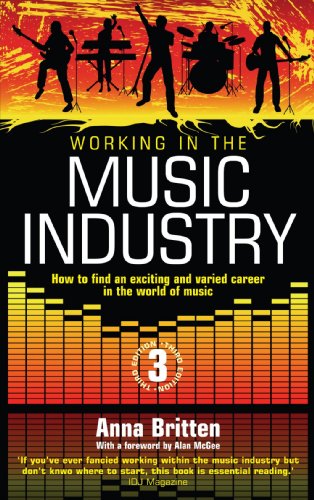 WORKING IN THE
MUSIC
INDUSTRY
How to find an exciting and varied career
in the world of music
THIRD EDITION · THIRD EDITION ·
3
Anna Britten
With a foreword by Alan McGee
'If you've ever fancied working within the music industry but
don't knwo where to start, this book is essential reading.'
IDJ Magazine